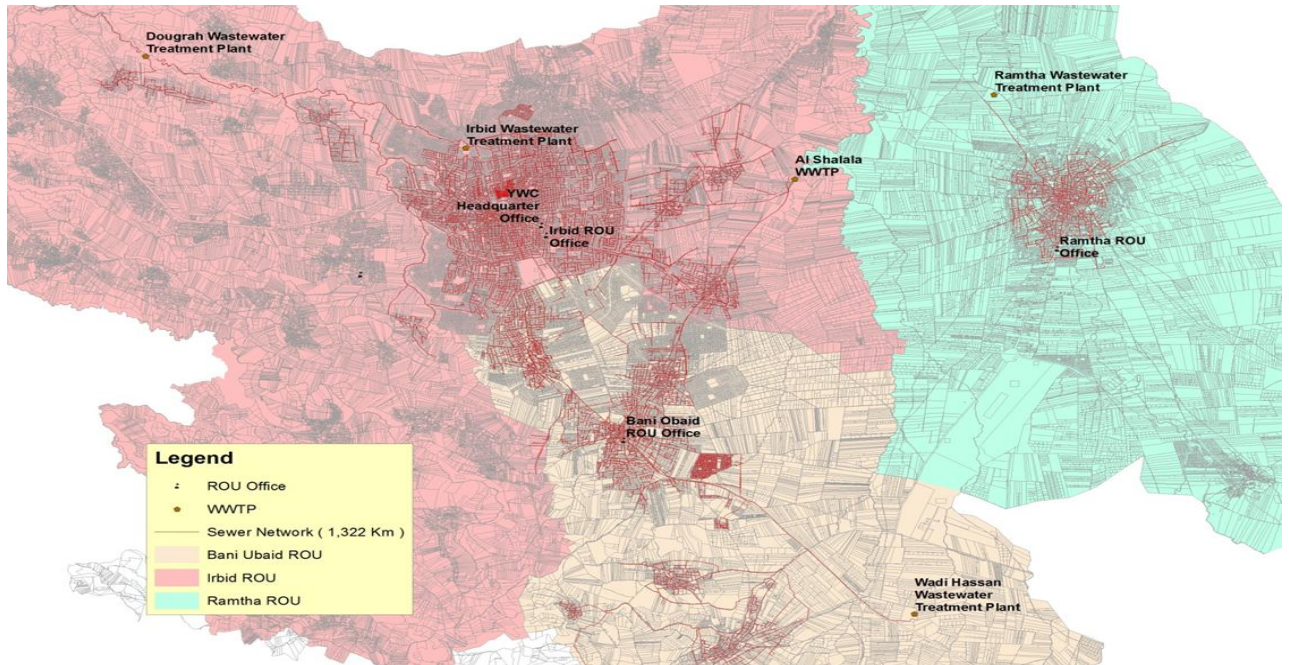 Dougrah Wastewater
Treatment Plant
Ramtha Wastewater
Treatment Plant
Irbid Wastewater
Treatment Plant
Al Shalala
WWTP
YWC
Headquarter
Office
Irbid ROU
Office
Ramtha ROU
Office
Bani Obaid
ROU Office
Legend
ROU Office
WWTP
Sewer Network ( 1,322 Km )
Bani Ubaid ROU
Irbid ROU
Ramtha ROU
Wadi Hassan
Wastewater
Treatment Plant